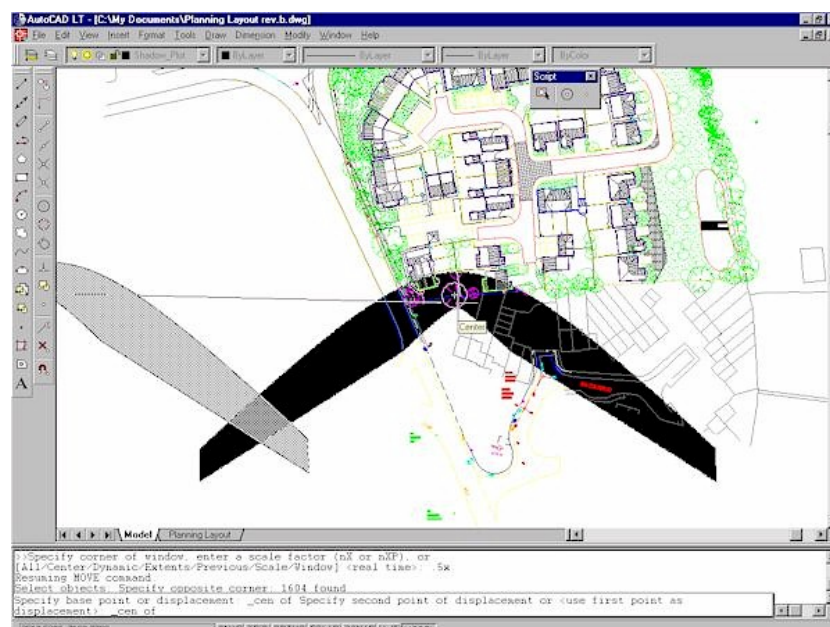 AutoCAD LT - [C:\My Documents\Planning Layout rev.b.dwg]
File Edit View Insert Format Tools Draw Dimension Modify Window Help
Shadow_Plot ByLayer ByLayer ByLayer ByColor
Script
Center
A
Model Planning Layout
>>Specify corner of window, enter a scale factor (nX or nXP), or
[All/Center/Dynamic/Extents/Previous/Scale/Window] <real time>: .5x
Resuming MOVE command.
Select objects: Specify opposite corner: 1604 found
Specify base point or displacement: _cen of Specify second point of displacement or <use first point as
displacement>: _cen of